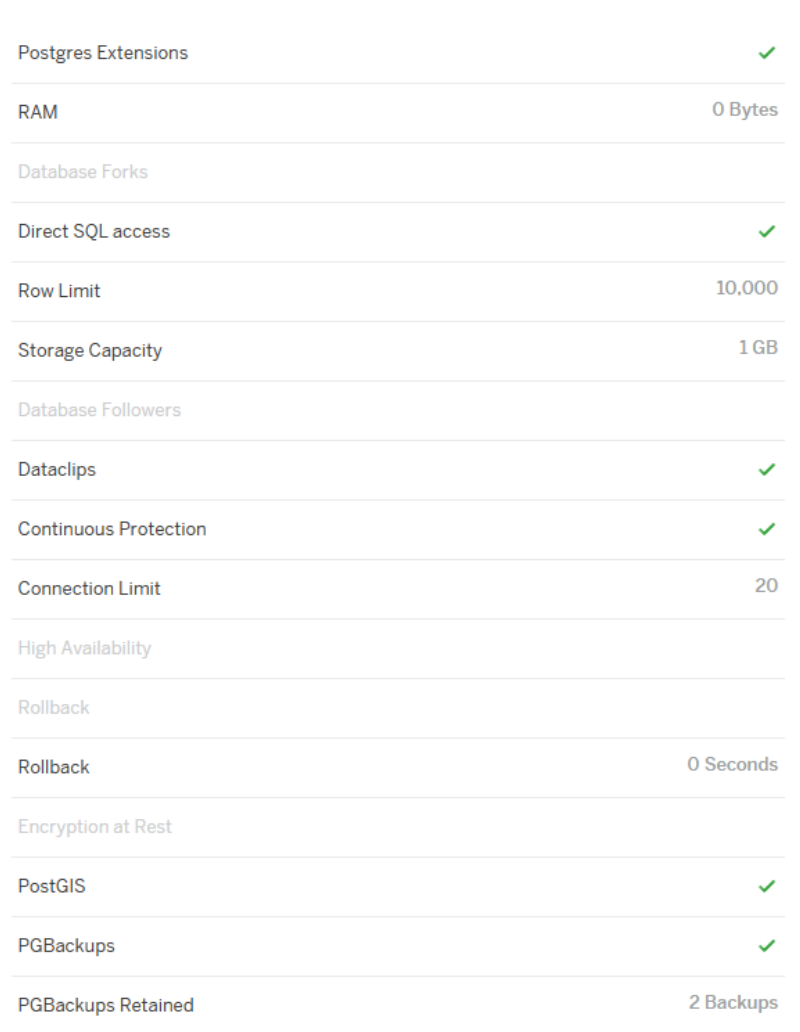 Postgres Extensions
RAM 0 Bytes
Database Forks
Direct SQL access
Row Limit 10,000
Storage Capacity 1 GB
Database Followers
Dataclips
Continuous Protection
Connection Limit 20
High Availability
Rollback
Rollback 0 Seconds
Encryption at Rest
PostGIS
PGBackups
PGBackups Retained 2 Backups